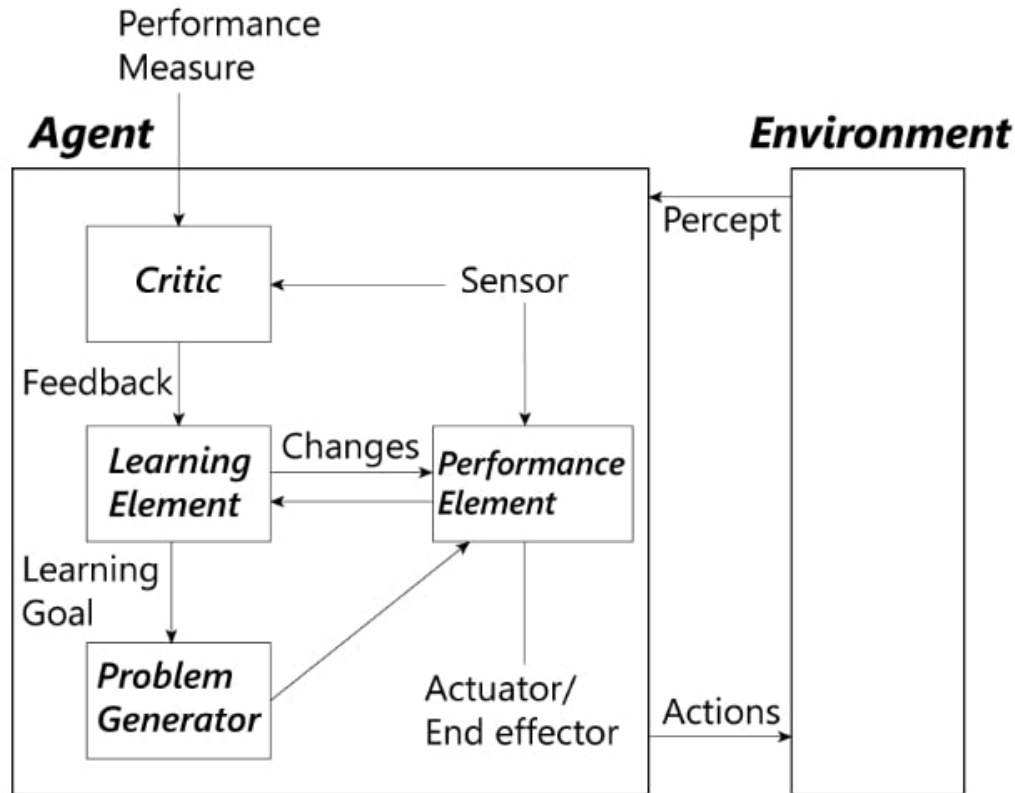 Performance
Measure
Agent
Environment
Percept
Critic
Sensor
Feedback
Learning
Element
Changes
Performance
Element
Learning
Goal
Problem
Generator
Actuator/
End effector
Actions